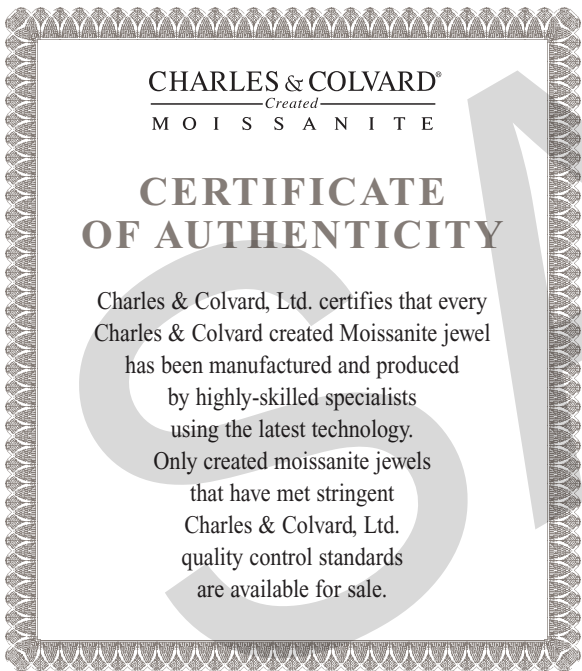 CHARLES & COLVARD®
Created
MOISSANITE
CERTIFICATE
OF AUTHENTICITY
Charles & Colvard, Ltd. certifies that every
Charles & Colvard created Moissanite jewel
has been manufactured and produced
by highly-skilled specialists
using the latest technology.
Only created moissanite jewels
that have met stringent
Charles & Colvard, Ltd.
quality control standards
are available for sale.